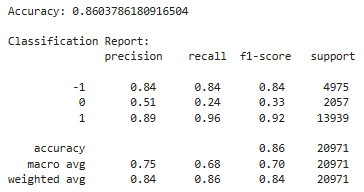 Accuracy: 0.8603786180916504
Classification Report:
precision recall f1-score support
-1 0.84 0.84 0.84 4975
0 0.51 0.24 0.33 2057
1 0.89 0.96 0.92 13939
accuracy 0.86 20971
macro avg 0.75 0.68 0.70 20971
weighted avg 0.84 0.86 0.84 20971